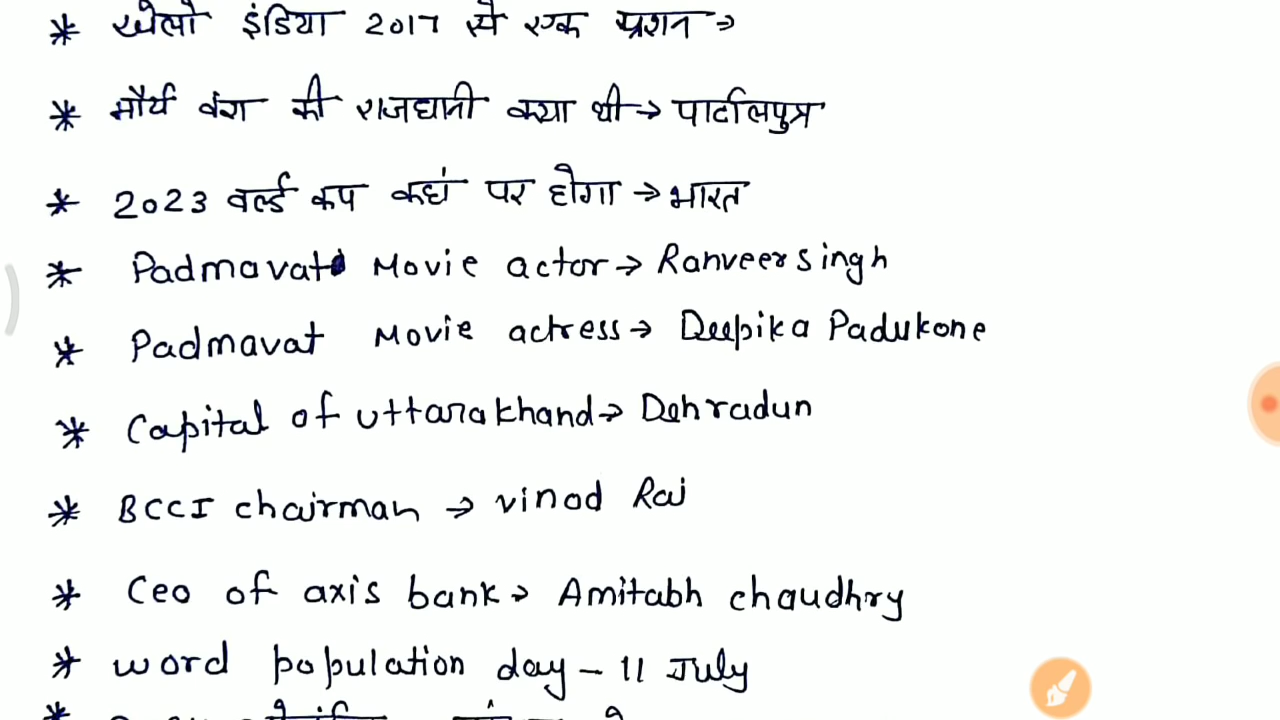 * खेलो इंडिया 2017 से एक प्रशन →
* मौर्य वंश की राजधानी क्या थी → पाटलिपुत्र
* 2023 वर्ल्ड कप कहां पर होगा → भारत
* Padmavat Movie actor → Ranveer singh
* Padmavat Movie actress → Deepika Padukone
* Capital of uttarakhand → Dehradun
* BCCI chairman → vinod Rai
* Ceo of axis bank → Amitabh chaudhry
* word population day - 11 July
*